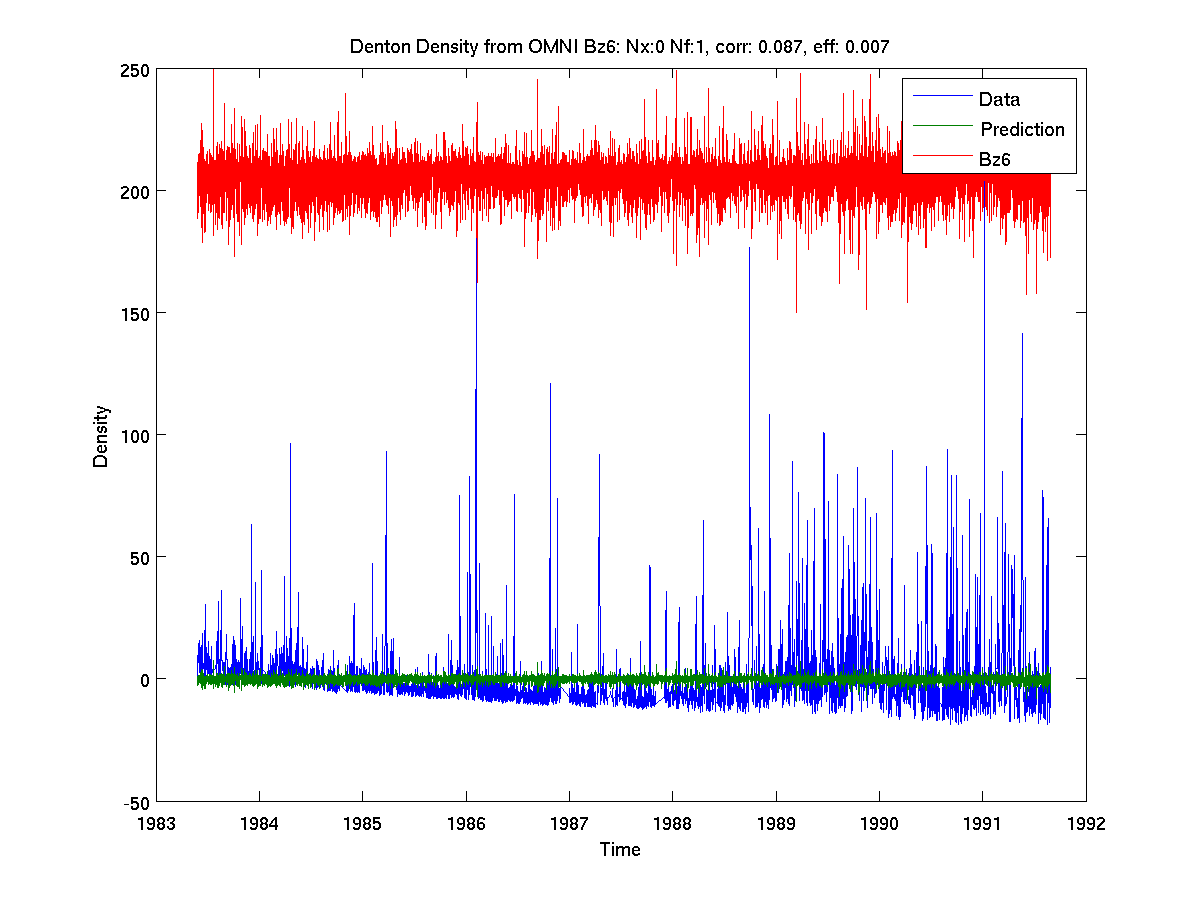 Denton Density from OMNI Bz6: Nx:0 Nf:1, corr: 0.087, eff: 0.007
250
200
150
100
50
0
-50
Density
Data
Prediction
Bz6
1983 1984 1985 1986 1987 1988 1989 1990 1991 1992
Time